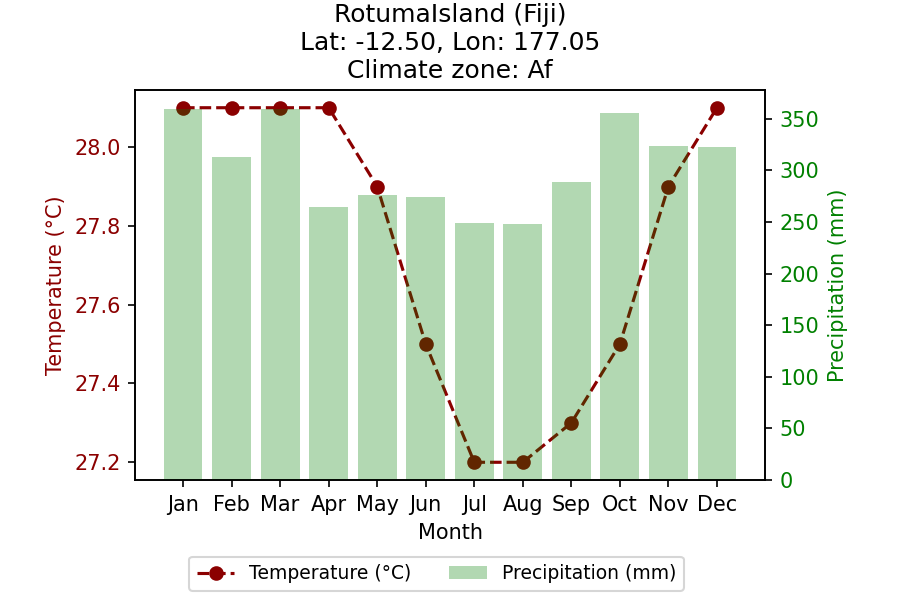 RotumaIsland (Fiji)
Lat: -12.50, Lon: 177.05
Climate zone: Af
Temperature (°C)
28.0
27.8
27.6
27.4
27.2
350
300
250
200
150
100
50
0
Precipitation (mm)
Jan Feb Mar Apr May Jun Jul Aug Sep Oct Nov Dec
Month
Temperature (°C) Precipitation (mm)